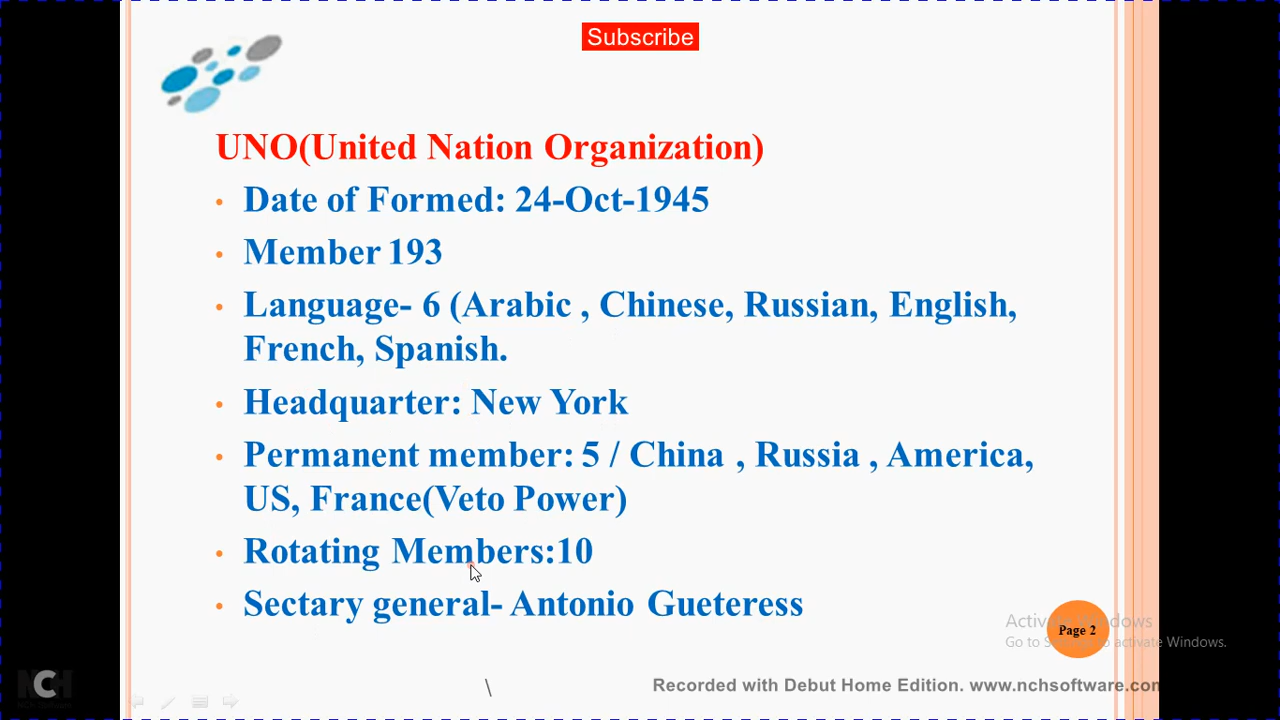 Subscribe
UNO(United Nation Organization)
• Date of Formed: 24-Oct-1945
• Member 193
• Language- 6 (Arabic , Chinese, Russian, English,
French, Spanish.
• Headquarter: New York
• Permanent member: 5 / China , Russia , America,
US, France(Veto Power)
• Rotating Members:10
• Sectary general- Antonio Gueteress
Activate Windows
Page 2
Go to Settings to activate Windows.
NCH
\
Recorded with Debut Home Edition. www.nchsoftware.com